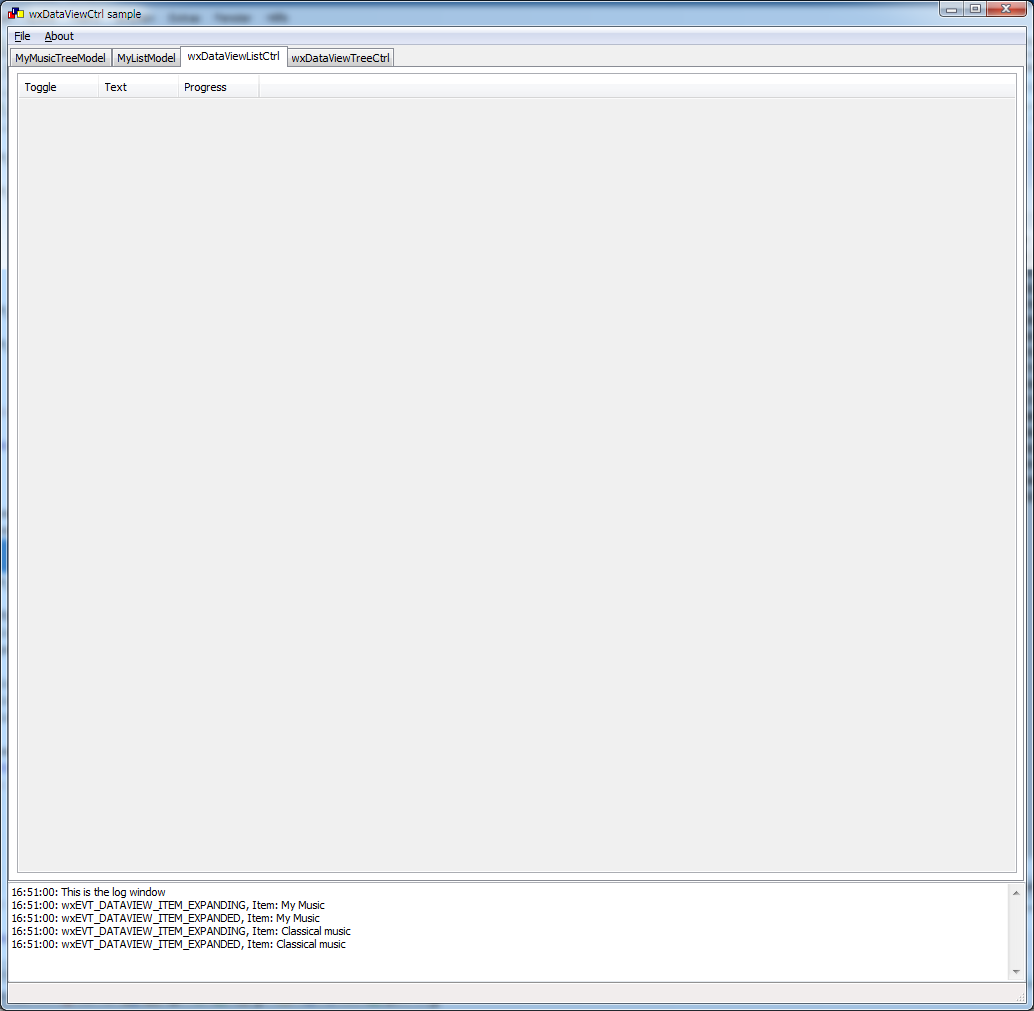 wxDataViewCtrl sample
File About
MyMusicTreeModel MyListModel wxDataViewListCtrl wxDataViewTreeCtrl
Toggle Text Progress
16:51:00: This is the log window
16:51:00: wxEVT_DATAVIEW_ITEM_EXPANDING, Item: My Music
16:51:00: wxEVT_DATAVIEW_ITEM_EXPANDED, Item: My Music
16:51:00: wxEVT_DATAVIEW_ITEM_EXPANDING, Item: Classical music
16:51:00: wxEVT_DATAVIEW_ITEM_EXPANDED, Item: Classical music